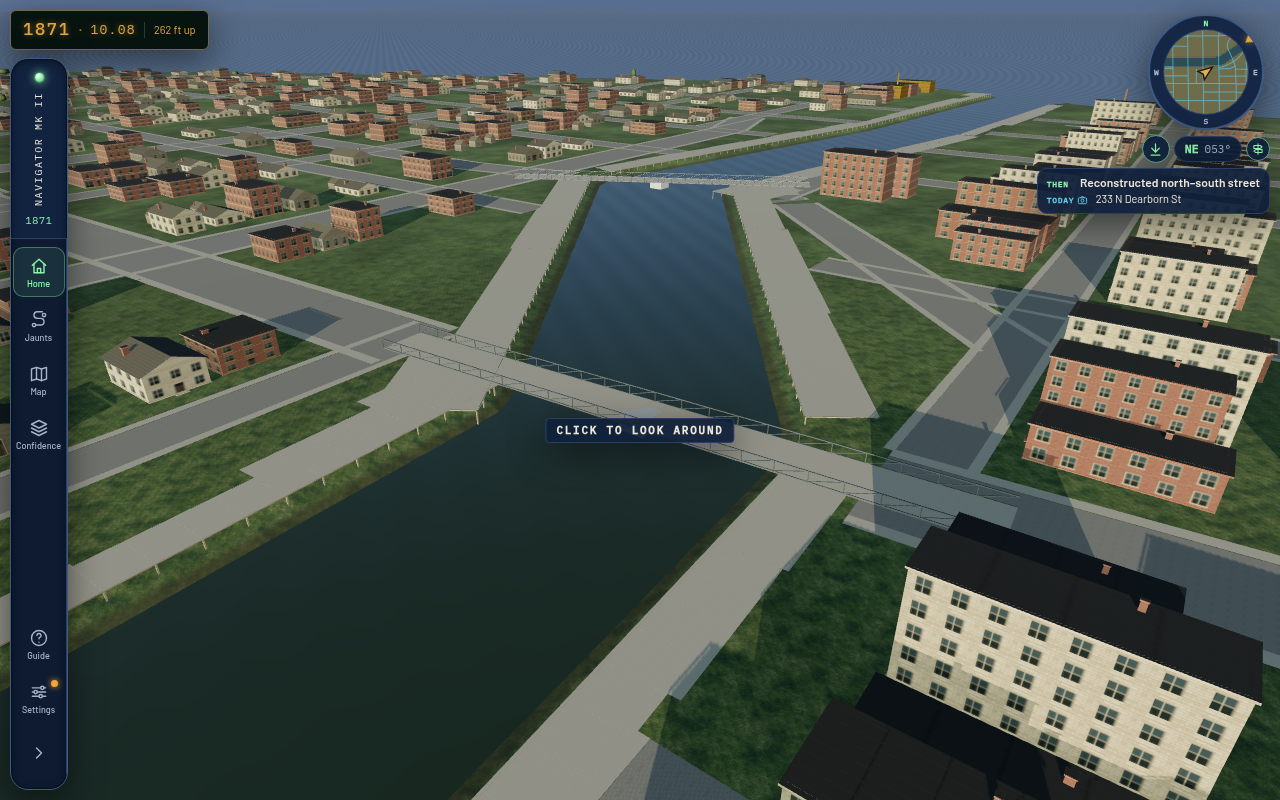 1871 · 10.08 262 ft up
NAVIGATOR MK II
1871
Home
Jaunts
Map
Confidence
Guide
Settings
N
W
E
S
NE 053°
THEN Reconstructed north–south street
TODAY 233 N Dearborn St
CLICK TO LOOK AROUND